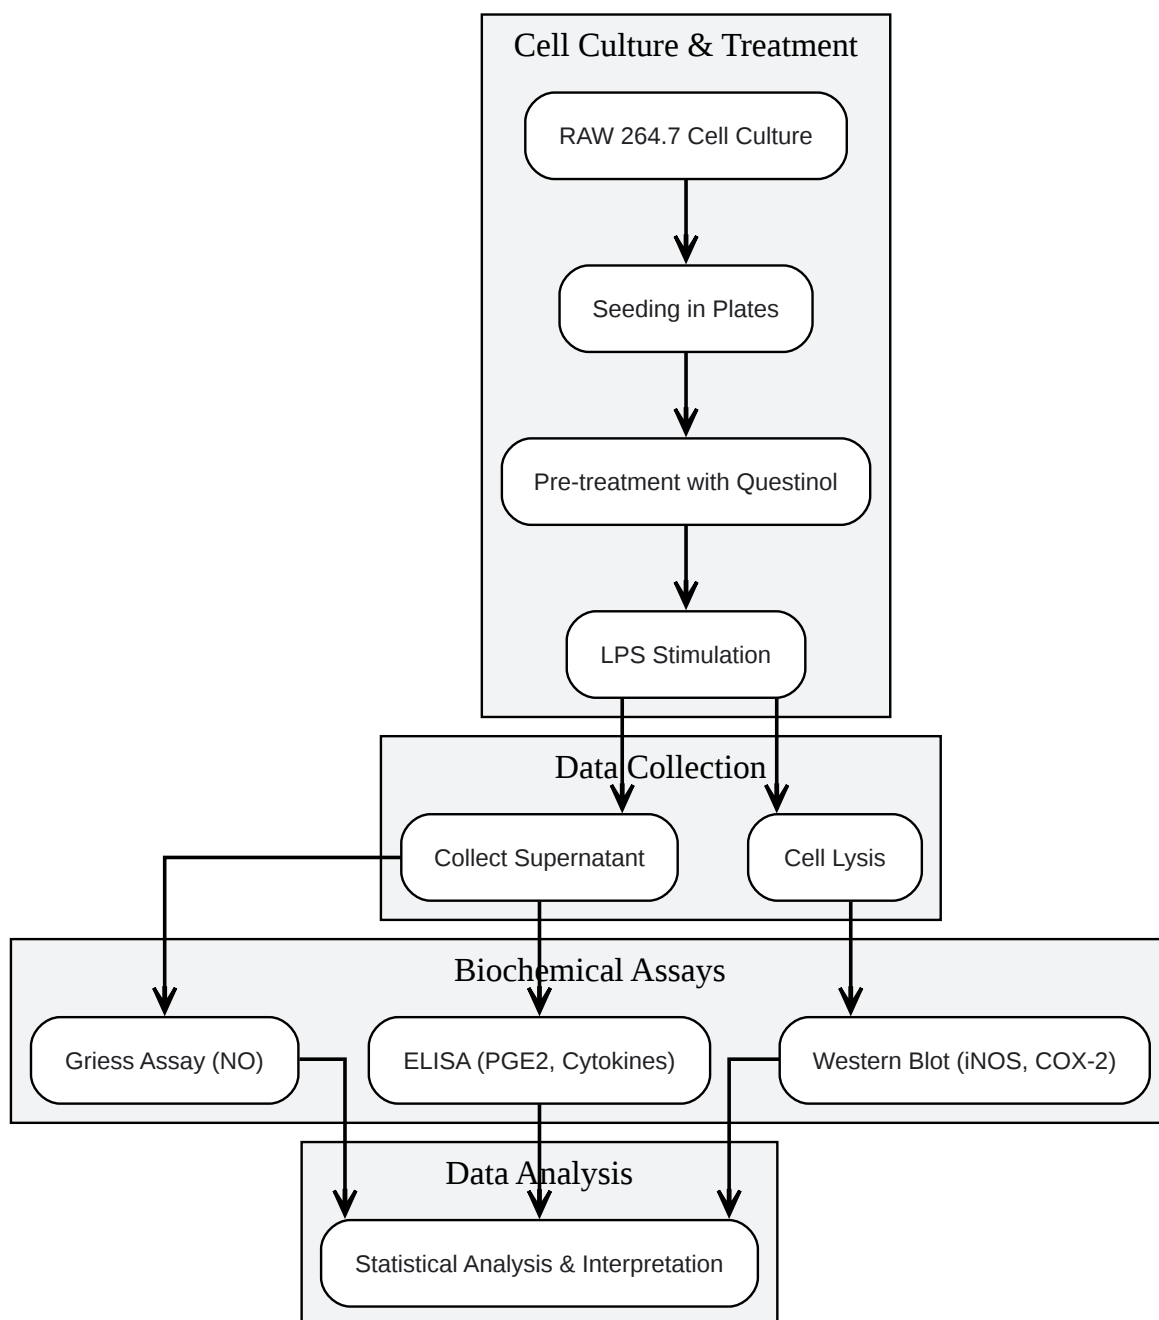 Cell Culture & Treatment
RAW 264.7 Cell Culture
Seeding in Plates
Pre-treatment with Questinol
LPS Stimulation
Data Collection
Collect Supernatant
Cell Lysis
Biochemical Assays
Griess Assay (NO)
ELISA (PGE2, Cytokines)
Western Blot (iNOS, COX-2)
Data Analysis
Statistical Analysis & Interpretation